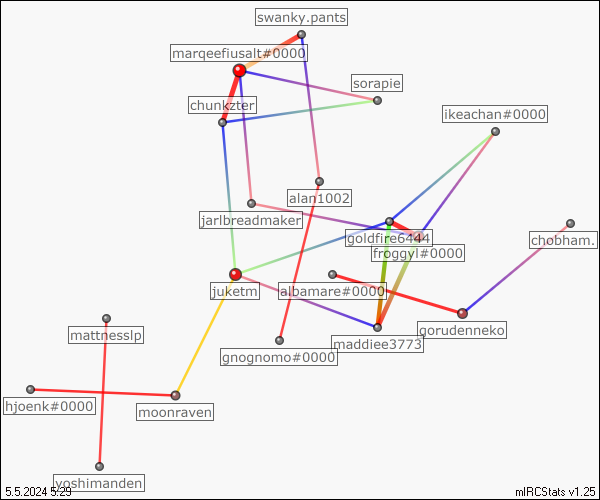 swanky.pants
marqeefiusalt#0000
sorapie
chunkzter
ikeachan#0000
alan1002
jarlbreadmaker
goldfire6444
chobham.
froggyl#0000
juketm
albamare#0000
gorudenneko
mattnesslp
maddiee3773
gnognomo#0000
hjoenk#0000
moonraven
yoshimanden
5.5.2024 5:29
mIRCStats v1.25